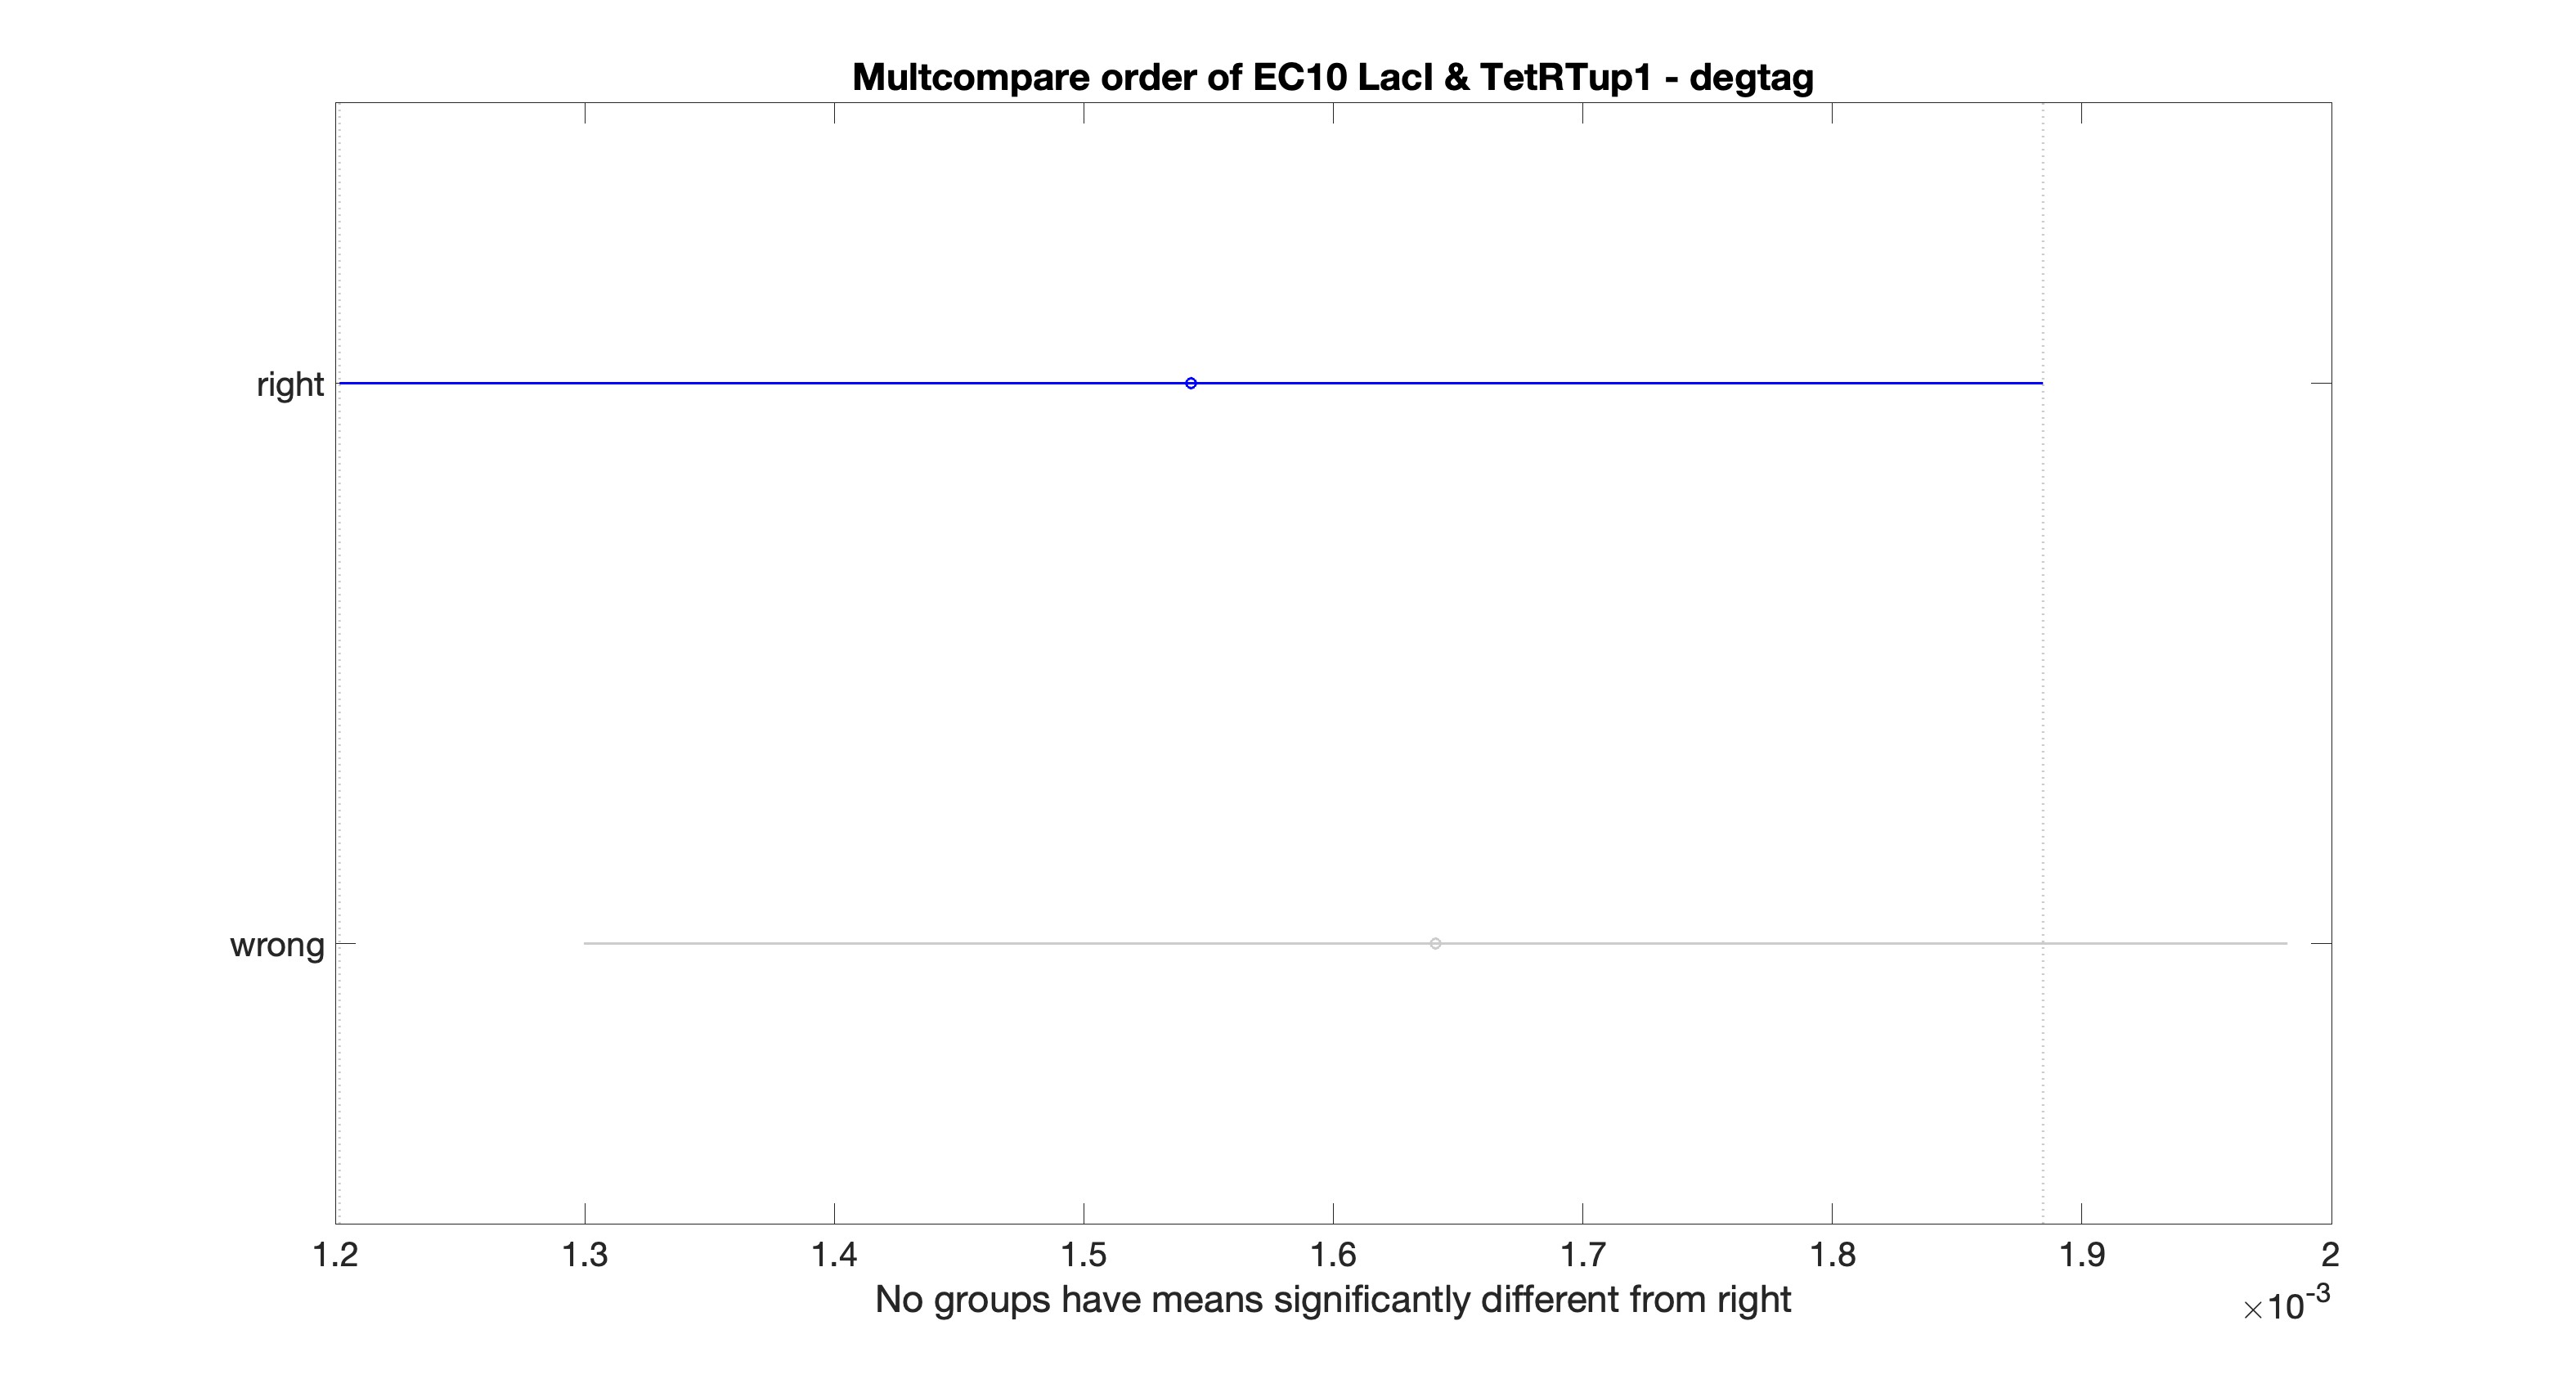 Multcompare order of EC10 LacI & TetRTup1 - degtag
right
wrong
1.2 1.3 1.4 1.5 1.6 1.7 1.8 1.9 2
No groups have means significantly different from right
×10-3